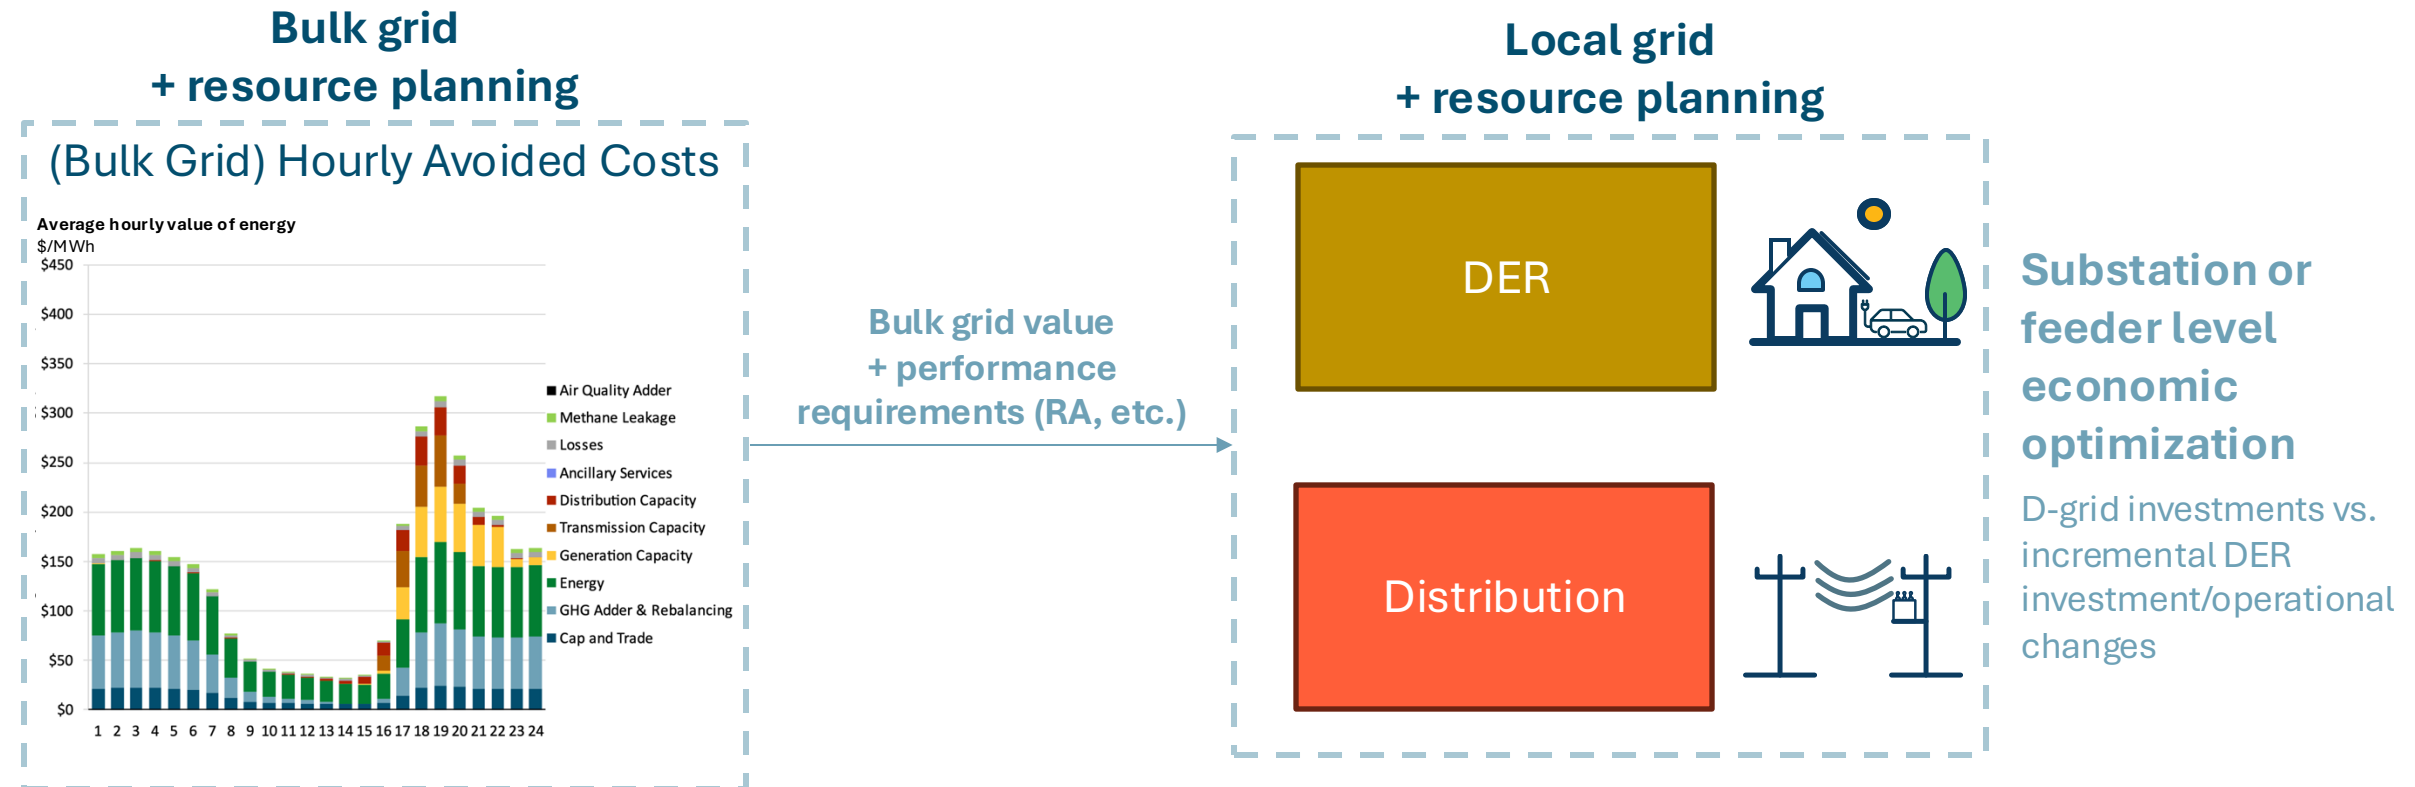 Bulk grid
+ resource planning
(Bulk Grid) Hourly Avoided Costs
Average hourly value of energy
$/MWh
$450
$400
$350
$300
$250
$200
$150
$100
$50
$0
1 2 3 4 5 6 7 8 9 10 11 12 13 14 15 16 17 18 19 20 21 22 23 24
Air Quality Adder
Methane Leakage
Losses
Ancillary Services
Distribution Capacity
Transmission Capacity
Generation Capacity
Energy
GHG Adder & Rebalancing
Cap and Trade
Bulk grid value
+ performance
requirements (RA, etc.)
Local grid
+ resource planning
DER
Distribution
Substation or
feeder level
economic
optimization
D-grid investments vs.
incremental DER
investment/operational
changes